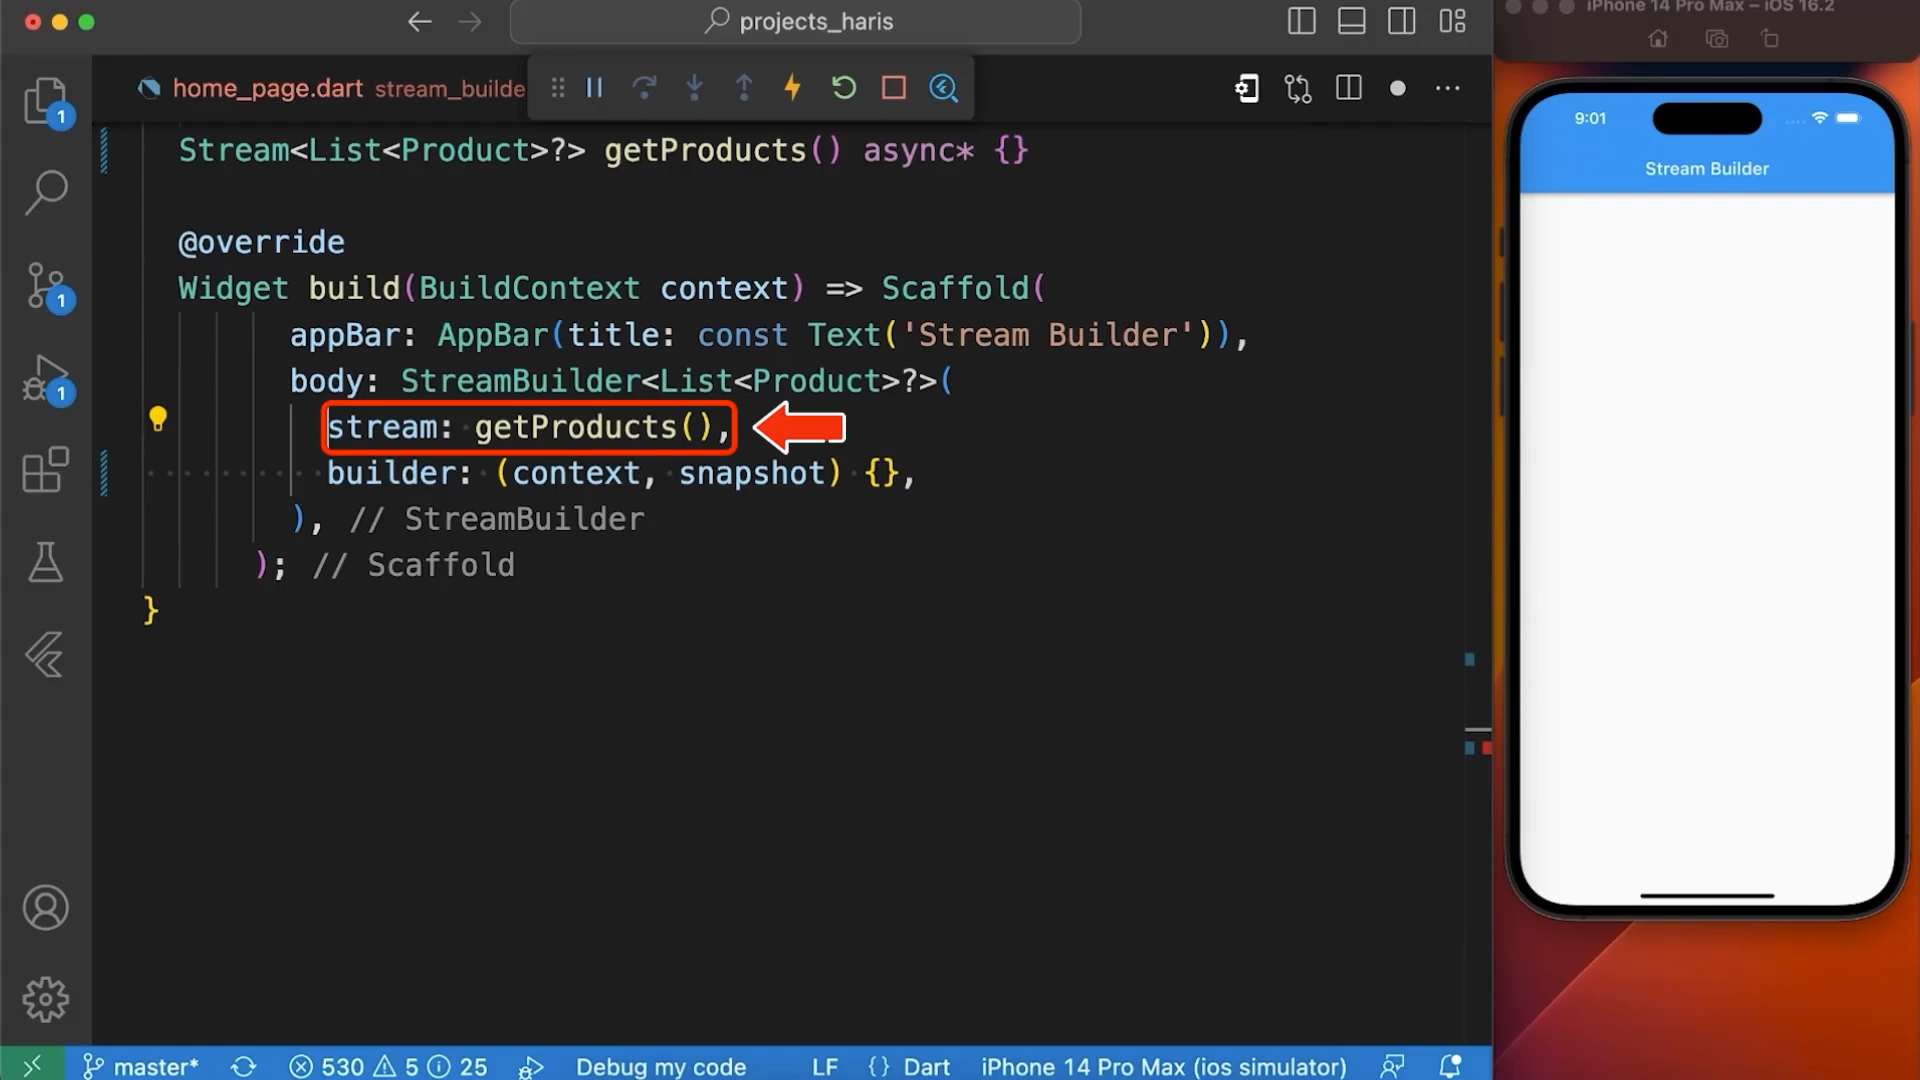 projects_haris
iPhone 14 Pro Max – iOS 16.2
home_page.dart stream_builde
1
1
1
Stream<List<Product>?> getProducts() async* {}
@override
Widget build(BuildContext context) => Scaffold(
appBar: AppBar(title: const Text('Stream Builder')),
body: StreamBuilder<List<Product>?>(
stream: getProducts(),
builder: (context, snapshot) {},
), // StreamBuilder
); // Scaffold
}
9:01
Stream Builder
master* 530 5 25 Debug my code LF {} Dart iPhone 14 Pro Max (ios simulator)